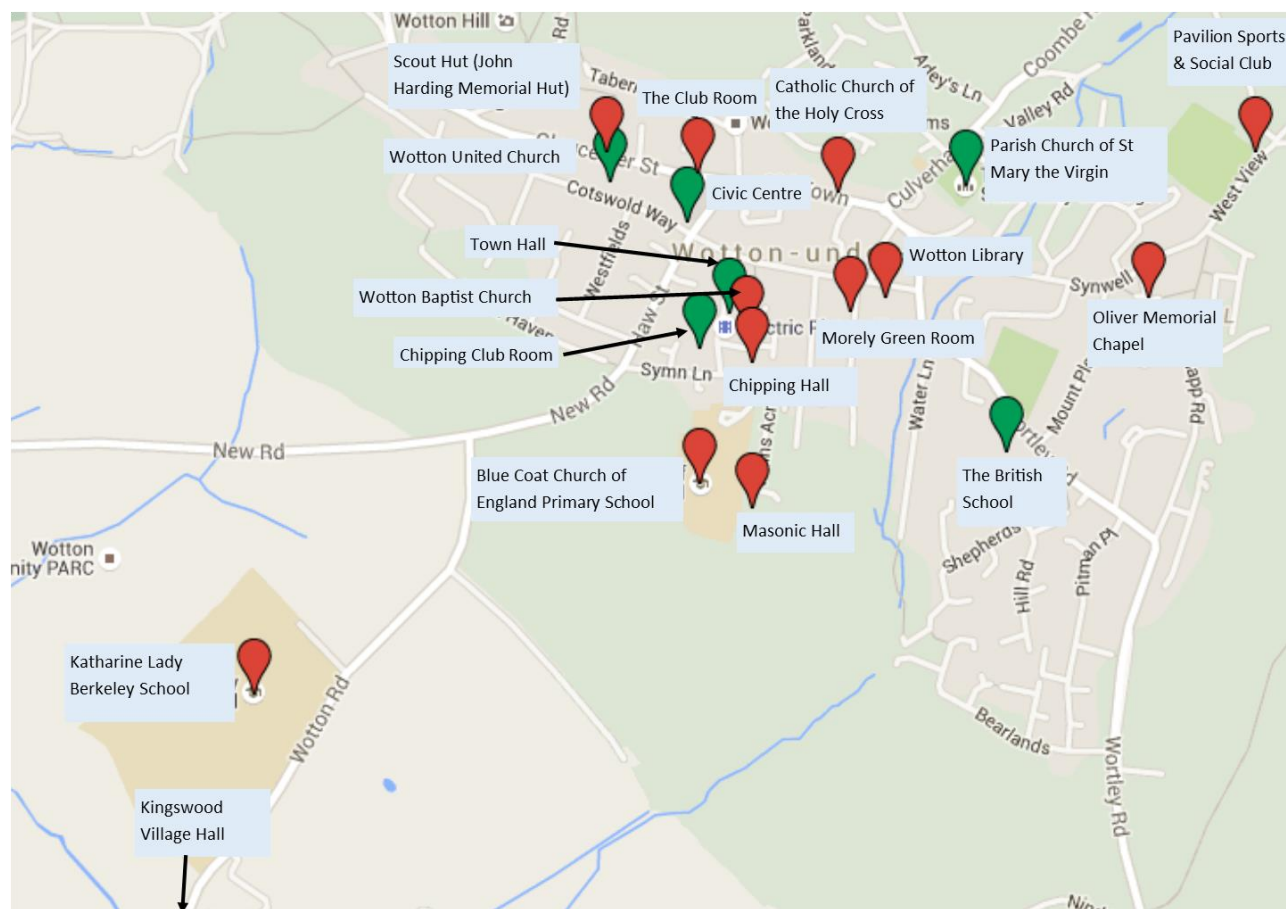 Wotton Hill
Scout Hut (John
Harding Memorial Hut)
The Club Room
Catholic Church of
the Holy Cross
Pavilion Sports
& Social Club
Coombe
Valley Rd
Wotton United Church
Parish Church of St
Mary the Virgin
Cotswold Way
Civic Centre
West View
Town Hall
Westfields
Wotton Library
Synwell
Wotton Baptist Church
Haw St
Chipping Club Room
Morely Green Room
Oliver Memorial
Chapel
Symn Ln
Chipping Hall
Water Ln
New Rd
New Rd
Blue Coat Church of
England Primary School
The British
School
Masonic Hall
Wotton
Shepherds
Hill Rd
Pitman Pl
Katharine Lady
Berkeley School
Wotton Rd
Bearlands
Wortley Rd
Kingswood
Village Hall